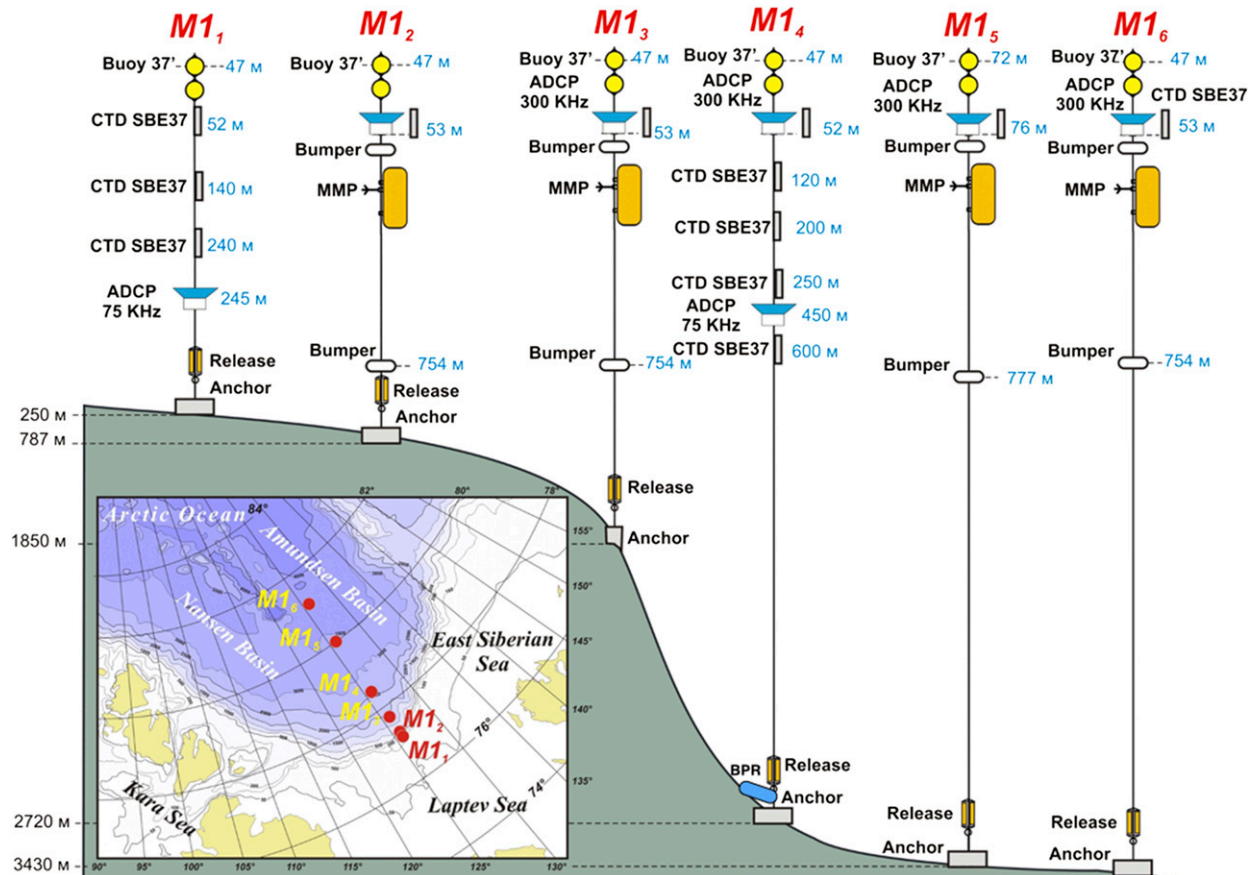 M1₁ M1₂ M1₃ M1₄ M1₅ M1₆
Buoy 37' 47 м Buoy 37' 47 м Buoy 37' 47 м Buoy 37' 47 м Buoy 37' 72 м Buoy 37' 47 м
ADCP ADCP ADCP ADCP
300 KHz 300 KHz 300 KHz 300 KHz CTD SBE37
CTD SBE37 52 м 53 м 53 м 52 м 76 м 53 м
Bumper Bumper Bumper Bumper
CTD SBE37 140 м MMP MMP CTD SBE37 120 м MMP MMP
CTD SBE37 200 м
CTD SBE37 240 м
CTD SBE37 250 м
ADCP
75 KHz 245 м
ADCP
75 KHz 450 м
Bumper 754 м Bumper 754 м CTD SBE37 600 м Bumper 777 м Bumper 754 м
Release Release
Anchor Anchor
250 м
787 м
Release
1850 м Anchor
BPR Release
Anchor
2720 м
Release Release
Anchor Anchor
3430 м
82° 80° 78°
Arctic Ocean 84°
Amundsen Basin
155°
150°
M1₆
Nansen Basin
M1₅
145°
East Siberian
Sea
M1₄
M1₃
140°
M1₂
M1₁
76°
135°
Kara Sea
Laptev Sea
74°
90° 95° 100° 105° 110° 115° 120° 125° 130°